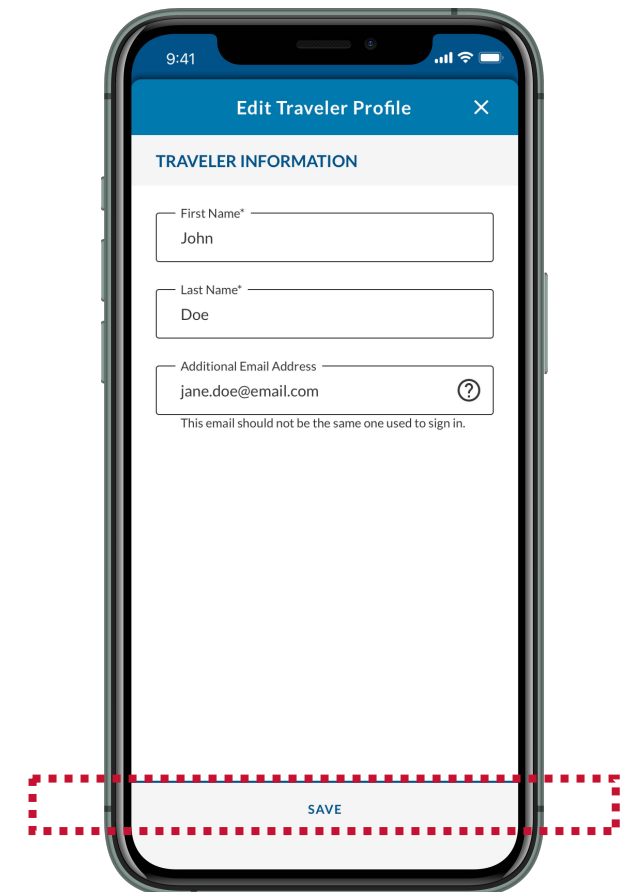 9:41
Edit Traveler Profile
TRAVELER INFORMATION
First Name*
John
Last Name*
Doe
Additional Email Address
jane.doe@email.com
This email should not be the same one used to sign in.
SAVE